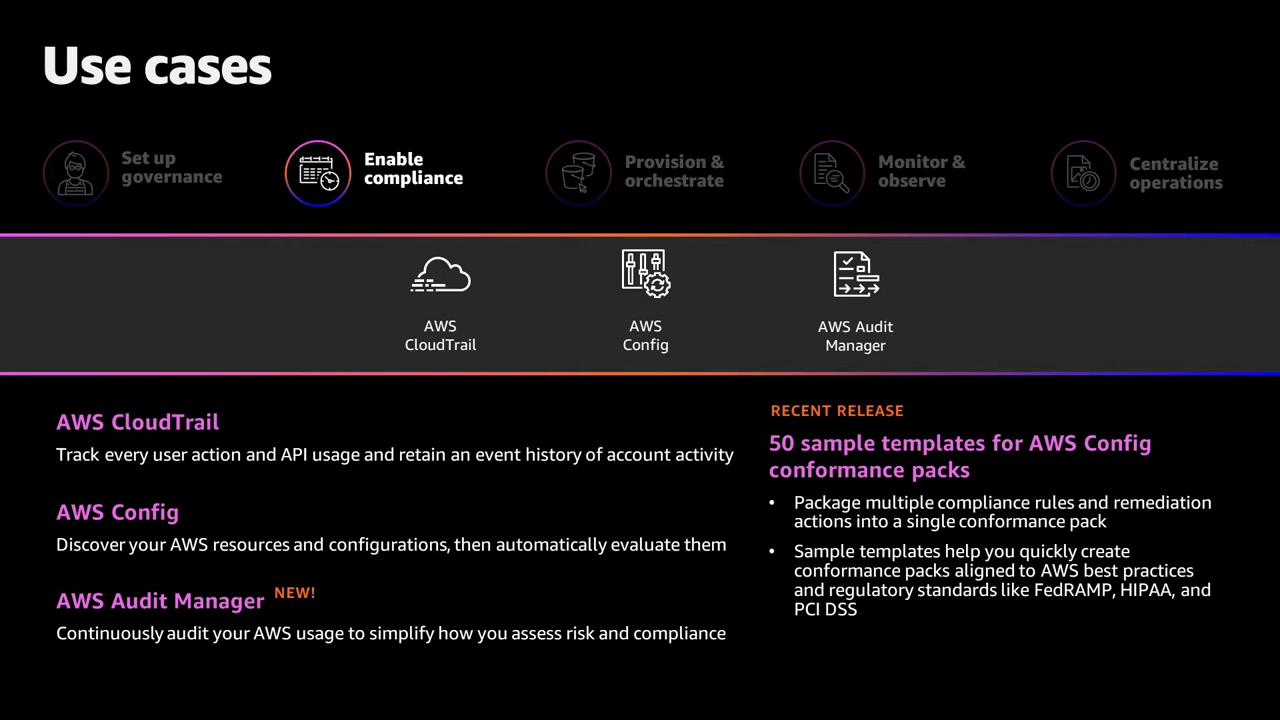 Use cases
Set up
governance
Enable
compliance
Provision &
orchestrate
Monitor &
observe
Centralize
operations
AWS
CloudTrail
AWS
Config
AWS Audit
Manager
AWS CloudTrail
Track every user action and API usage and retain an event history of account activity
AWS Config
Discover your AWS resources and configurations, then automatically evaluate them
AWS Audit Manager NEW!
Continuously audit your AWS usage to simplify how you assess risk and compliance
RECENT RELEASE
50 sample templates for AWS Config
conformance packs
• Package multiple compliance rules and remediation
actions into a single conformance pack
• Sample templates help you quickly create
conformance packs aligned to AWS best practices
and regulatory standards like FedRAMP, HIPAA, and
PCI DSS